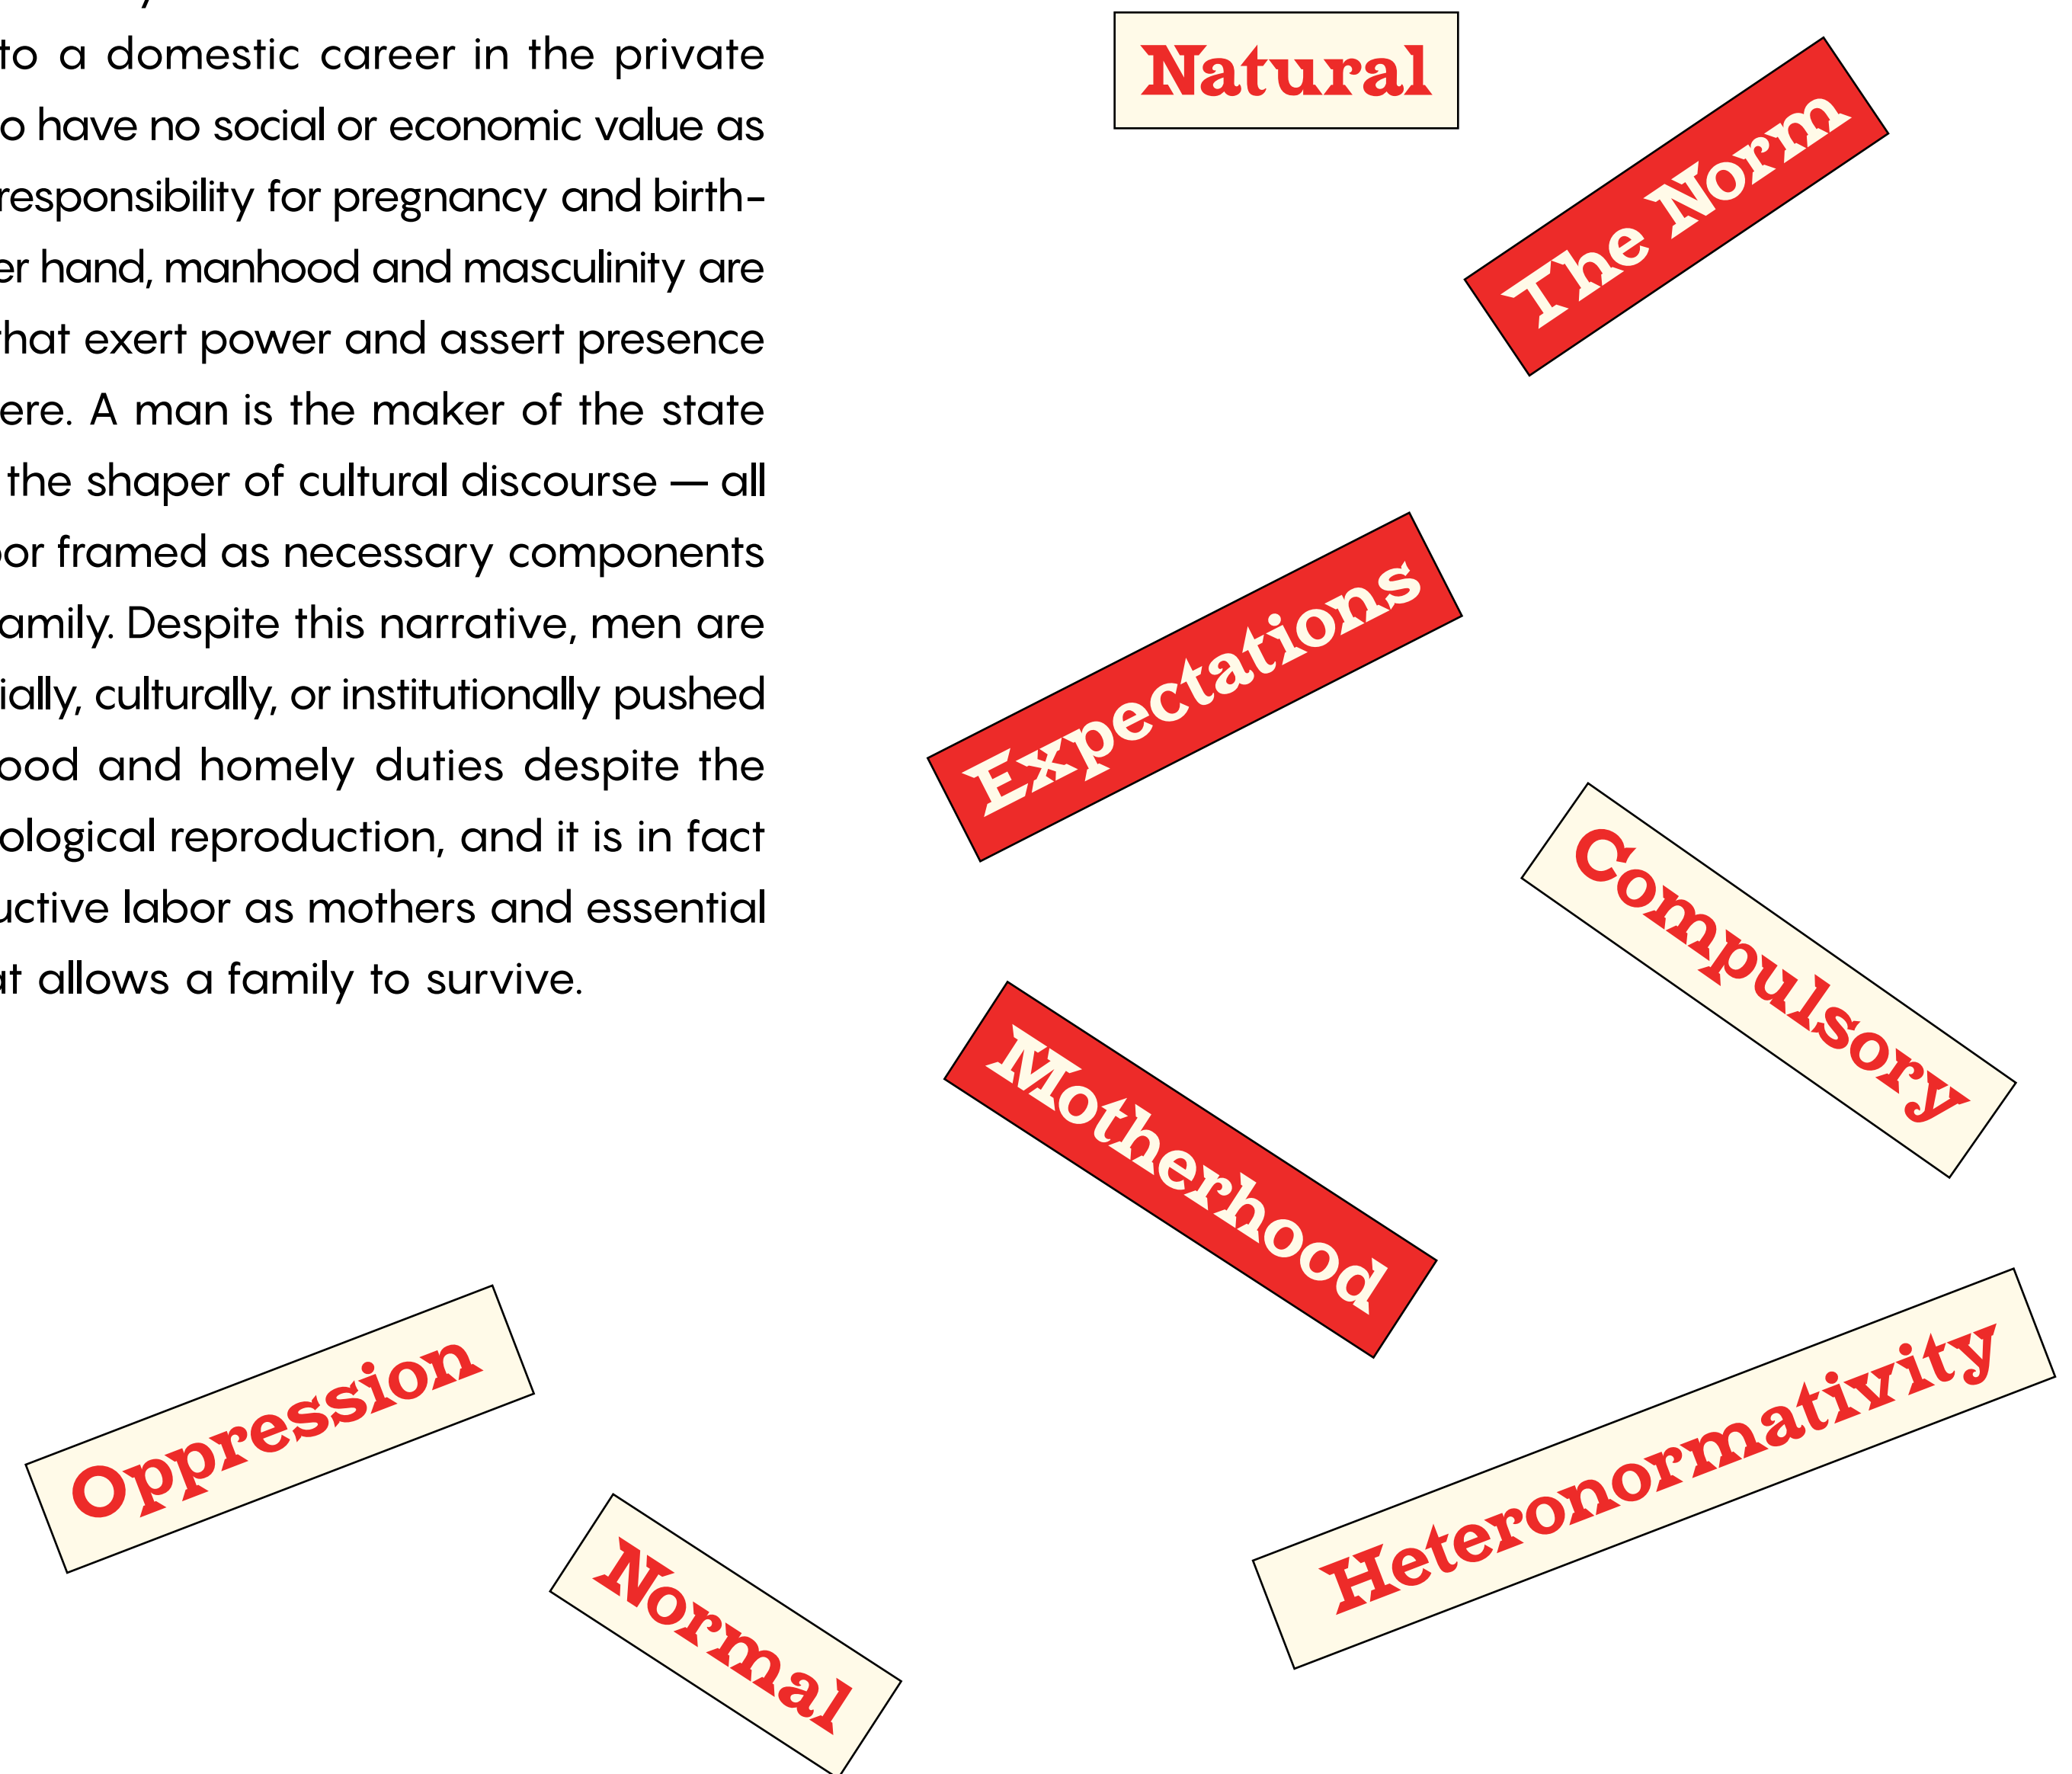 to a domestic career in the private
o have no social or economic value as
responsibility for pregnancy and birth-
er hand, manhood and masculinity are
that exert power and assert presence
ere. A man is the maker of the state
the shaper of cultural discourse — all
or framed as necessary components
amily. Despite this narrative, men are
ially, culturally, or institutionally pushed
ood and homely duties despite the
ological reproduction, and it is in fact
uctive labor as mothers and essential
at allows a family to survive.
Natural
The Norm
Expectations
Compulsory
Motherhood
Oppression
Heteronormativity
Normal